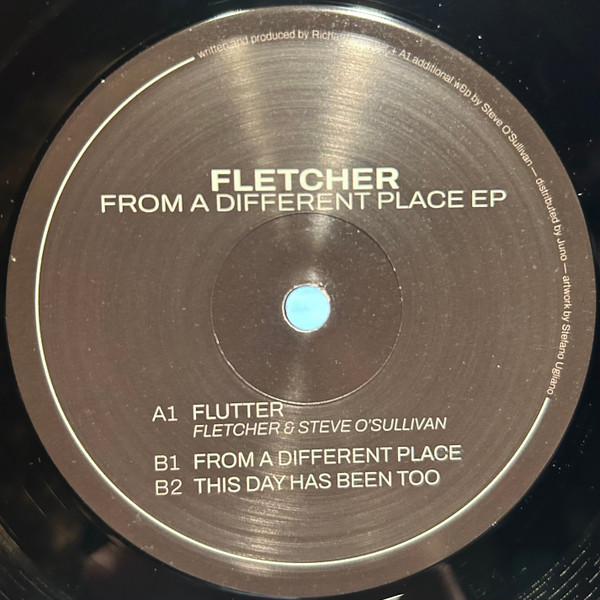 written and produced by Richard + A1 additional w&p by Steve O'Sullivan — distributed by Juno — artwork by Stefano Ugliano
FLETCHER
FROM A DIFFERENT PLACE EP
A1 FLUTTER
FLETCHER & STEVE O'SULLIVAN
B1 FROM A DIFFERENT PLACE
B2 THIS DAY HAS BEEN TOO